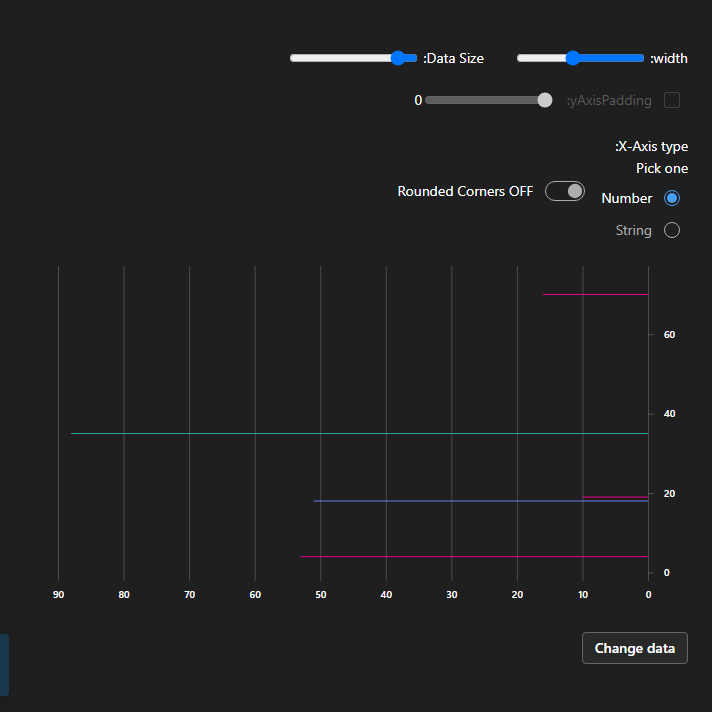 :width
:Data Size
:yAxisPadding
0
:X-Axis type
Pick one
Number
Rounded Corners OFF
String
60
40
20
0
90 80 70 60 50 40 30 20 10 0
Change data